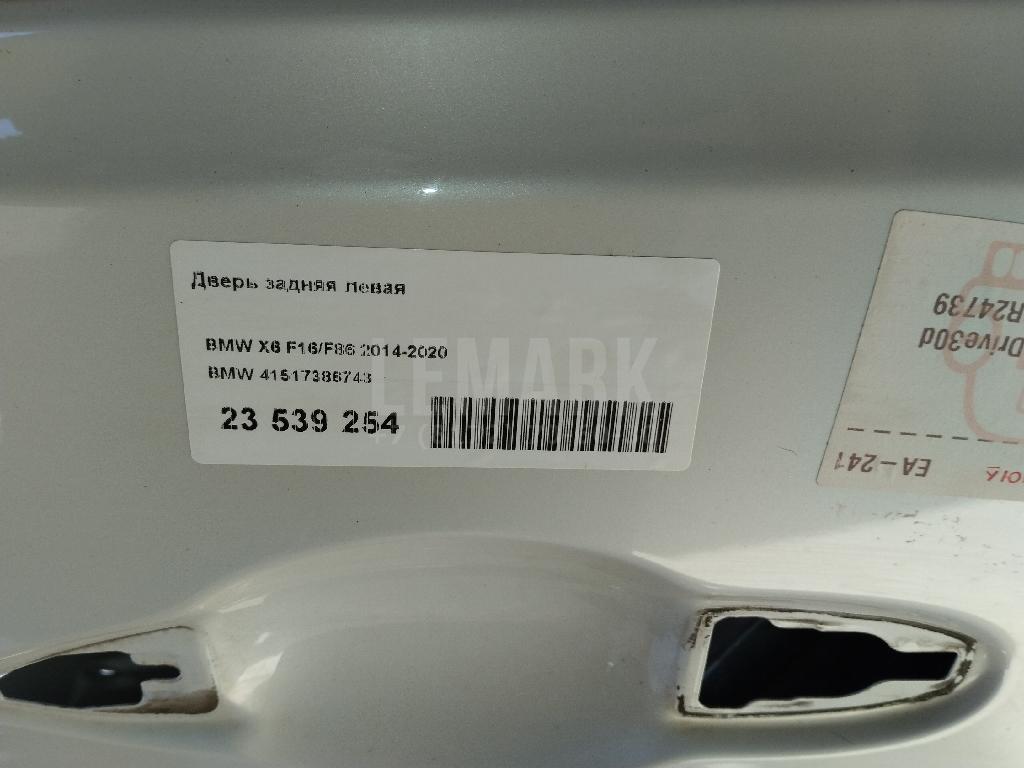 Дверь задняя левая
BMW X6 F16/F86 2014-2020
BMW 41517386743
23 539 254
LEMARK
R24739
Drive30d
EA-241